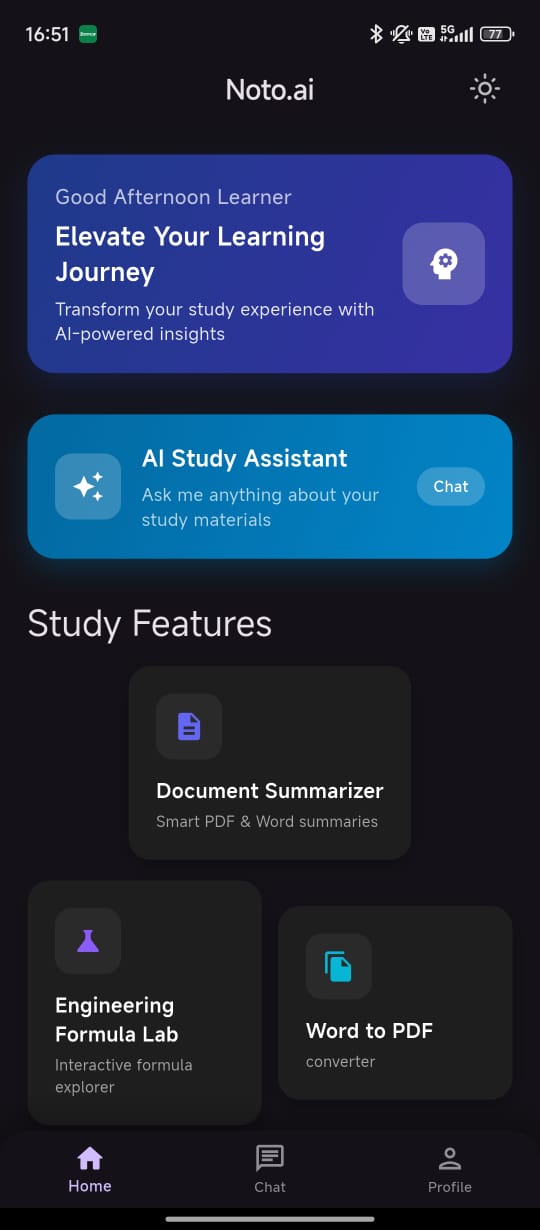 16:51
Vo LTE 5G 77
Noto.ai
Good Afternoon Learner
Elevate Your Learning
Journey
Transform your study experience with
AI-powered insights
AI Study Assistant
Ask me anything about your
study materials
Chat
Study Features
Document Summarizer
Smart PDF & Word summaries
Engineering
Formula Lab
Interactive formula
explorer
Word to PDF
converter
Home
Chat
Profile